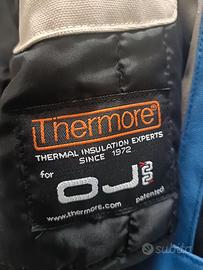 Thermore®
THERMAL INSULATION EXPERTS
SINCE 1972
for
OJ
www.thermore.com
patented
subito